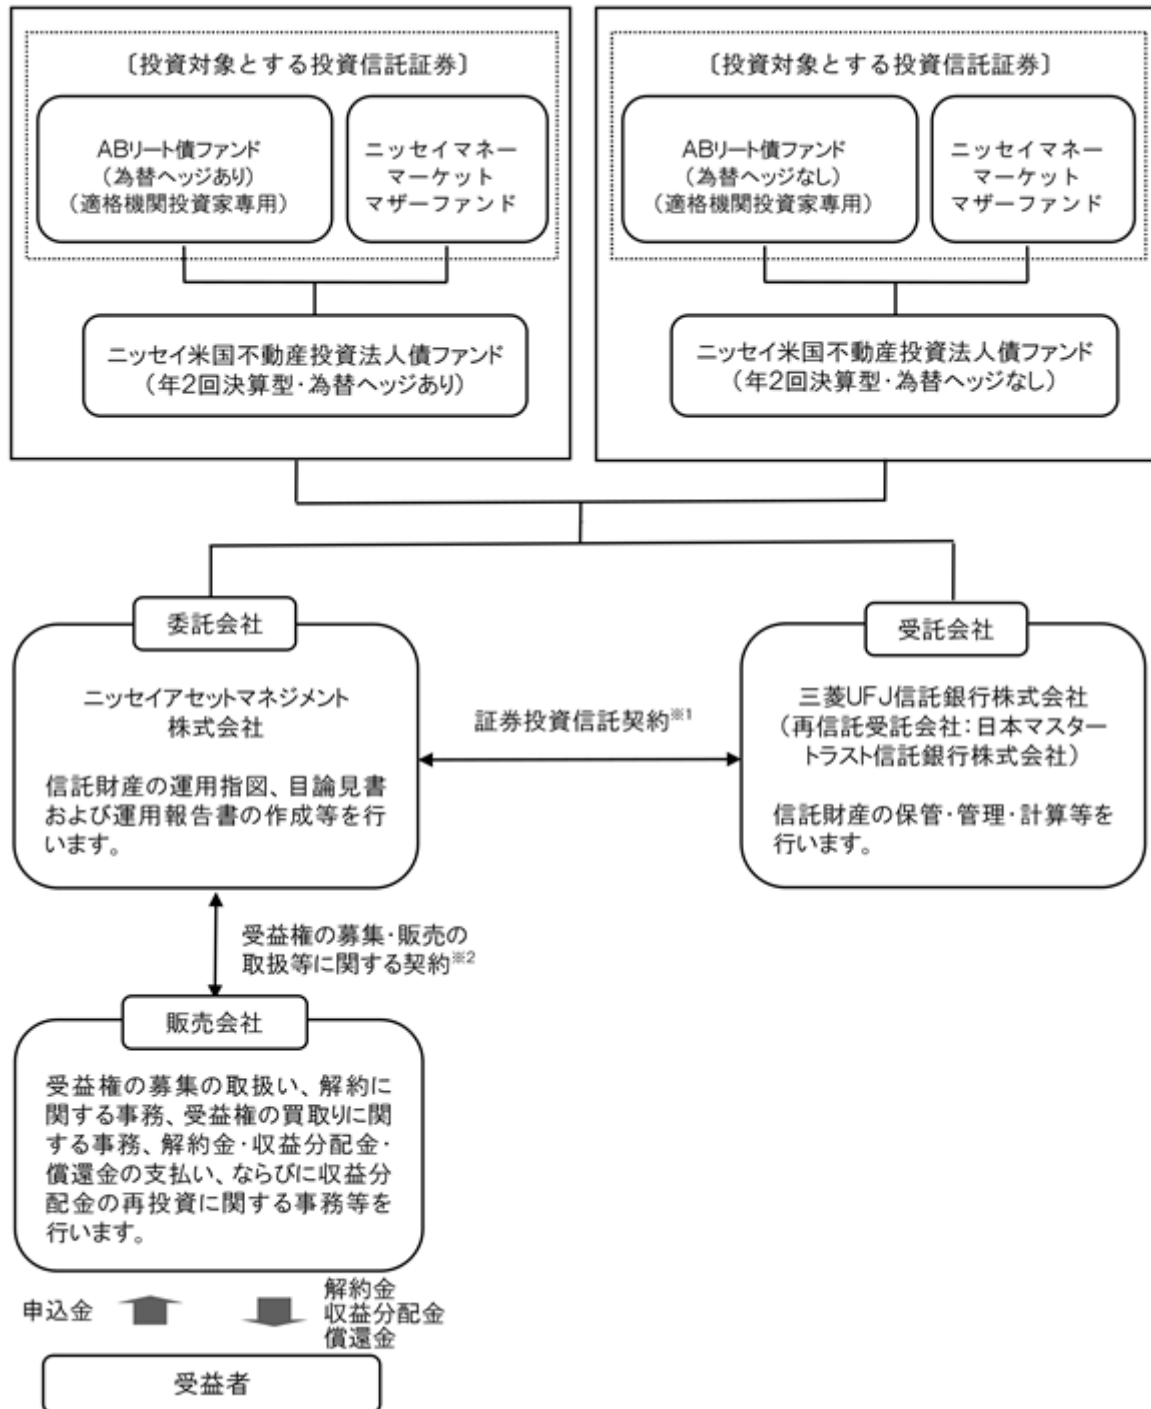 〔投資対象とする投資信託証券〕
ABリート債ファンド
（為替ヘッジあり）
（適格機関投資家専用）
ニッセイマネー
マーケット
マザーファンド
ニッセイ米国不動産投資法人債ファンド
（年2回決算型・為替ヘッジあり）
〔投資対象とする投資信託証券〕
ABリート債ファンド
（為替ヘッジなし）
（適格機関投資家専用）
ニッセイマネー
マーケット
マザーファンド
ニッセイ米国不動産投資法人債ファンド
（年2回決算型・為替ヘッジなし）
委託会社
ニッセイアセットマネジメント
株式会社
信託財産の運用指図、目論見書
および運用報告書の作成等を行
います。
証券投資信託契約※1
受託会社
三菱UFJ信託銀行株式会社
（再信託受託会社：日本マスター
トラスト信託銀行株式会社）
信託財産の保管・管理・計算等を
行います。
受益権の募集・販売の
取扱等に関する契約※2
販売会社
受益権の募集の取扱い、解約に
関する事務、受益権の買取りに関
する事務、解約金・収益分配金・
償還金の支払い、ならびに収益分
配金の再投資に関する事務等を
行います。
申込金
解約金
収益分配金
償還金
受益者